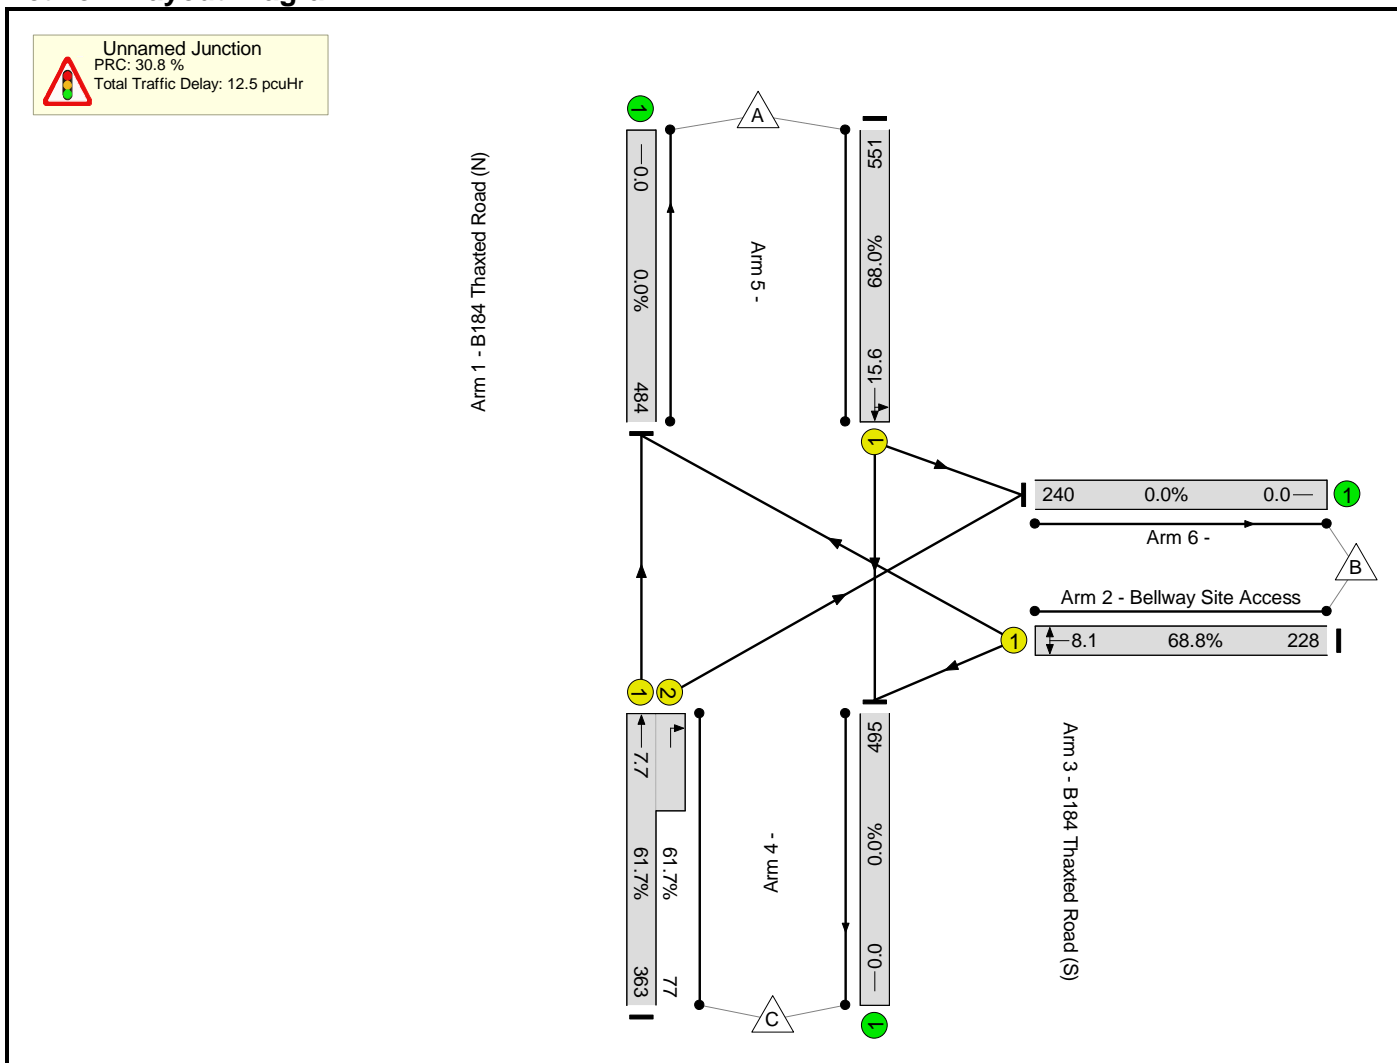 Unnamed Junction
PRC: 30.8 %
Total Traffic Delay: 12.5 pcuHr
Arm 1 - B184 Thaxted Road (N)
1
0.0
0.0%
484
A
Arm 5 -
551
68.0%
15.6
1
240 0.0% 0.0
1
Arm 6 -
B
Arm 2 - Bellway Site Access
1
8.1 68.8% 228
1
2
7.7
61.7%
363
61.7%
77
Arm 4 -
C
495
0.0%
0.0
1
Arm 3 - B184 Thaxted Road (S)